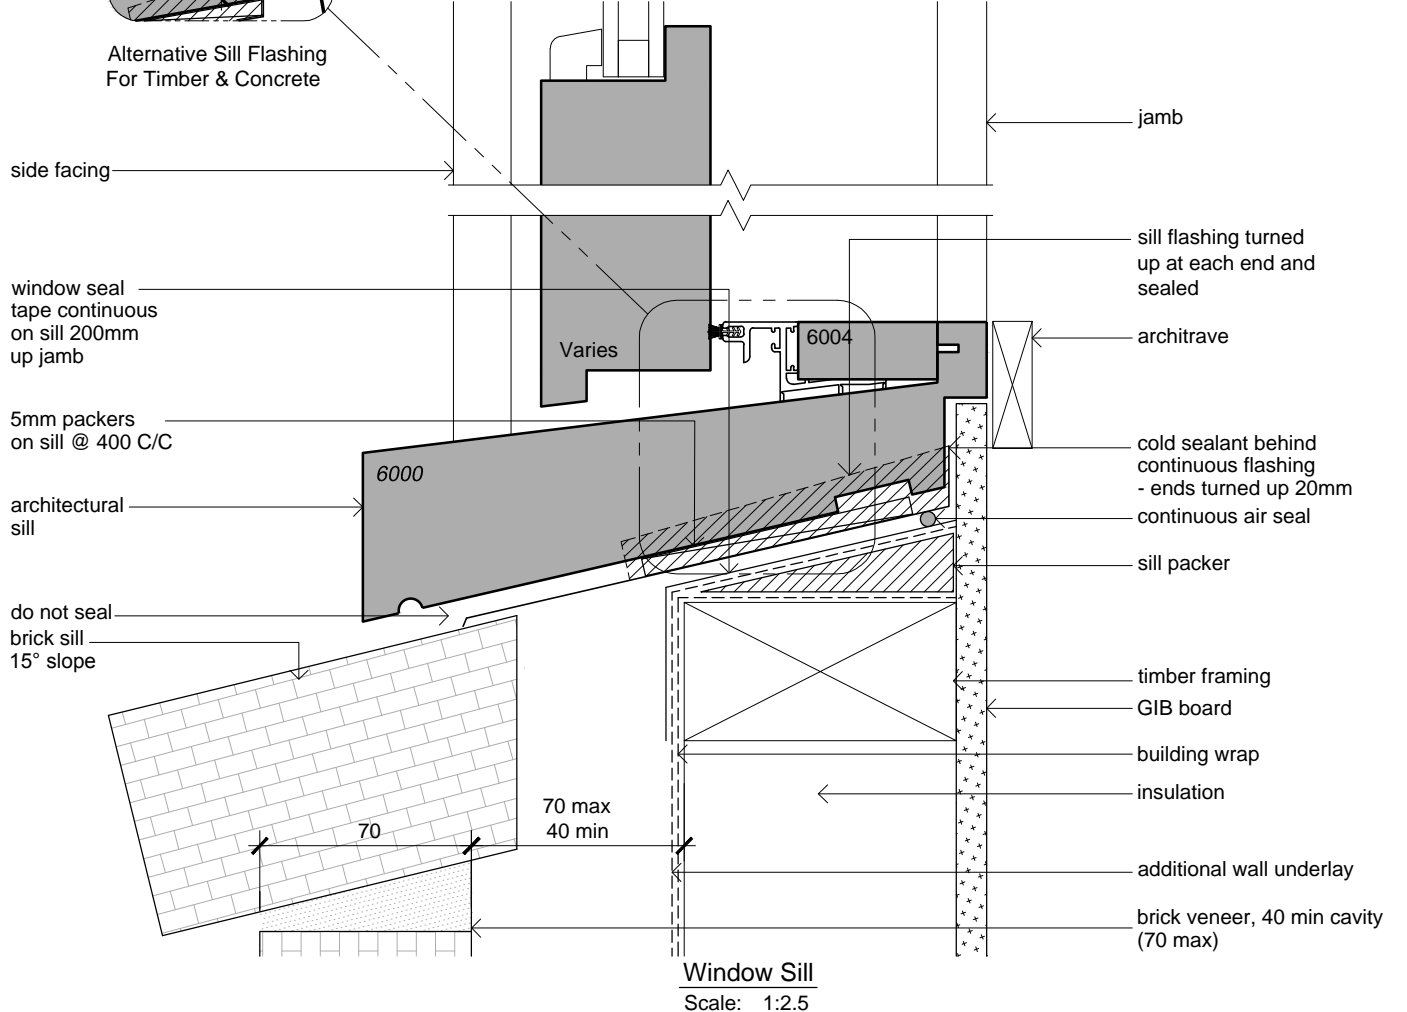 Alternative Sill Flashing
For Timber & Concrete
side facing
window seal
tape continuous
on sill 200mm
up jamb
5mm packers
on sill @ 400 C/C
architectural
sill
do not seal
brick sill
15° slope
Varies
6004
6000
70
70 max
40 min
jamb
sill flashing turned
up at each end and
sealed
architrave
cold sealant behind
continuous flashing
- ends turned up 20mm
continuous air seal
sill packer
timber framing
GIB board
building wrap
insulation
additional wall underlay
brick veneer, 40 min cavity
(70 max)
Window Sill
Scale: 1:2.5